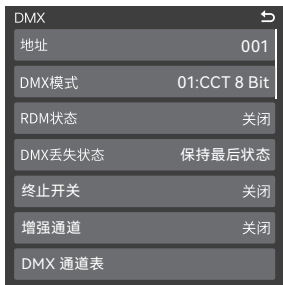 DMX
地址 001
DMX模式 01:CCT 8 Bit
RDM状态 关闭
DMX丢失状态 保持最后状态
终止开关 关闭
增强通道 关闭
DMX 通道表